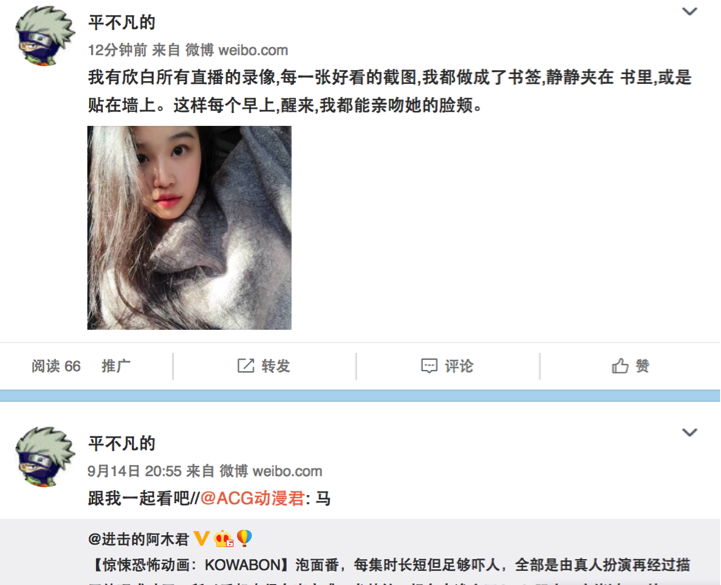 平不凡的
12分钟前 来自 微博 weibo.com
我有欣白所有直播的录像,每一张好看的截图,我都做成了书签,静静夹在 书里,或是
贴在墙上。这样每个早上,醒来,我都能亲吻她的脸颊。
阅读 66 推广 转发 评论 赞
平不凡的
9月14日 20:55 来自 微博 weibo.com
跟我一起看吧//@ACG动漫君: 马
@进击的阿木君
【惊悚恐怖动画：KOWABON】泡面番，每集时长短但足够吓人，全部是由真人扮演再经过描